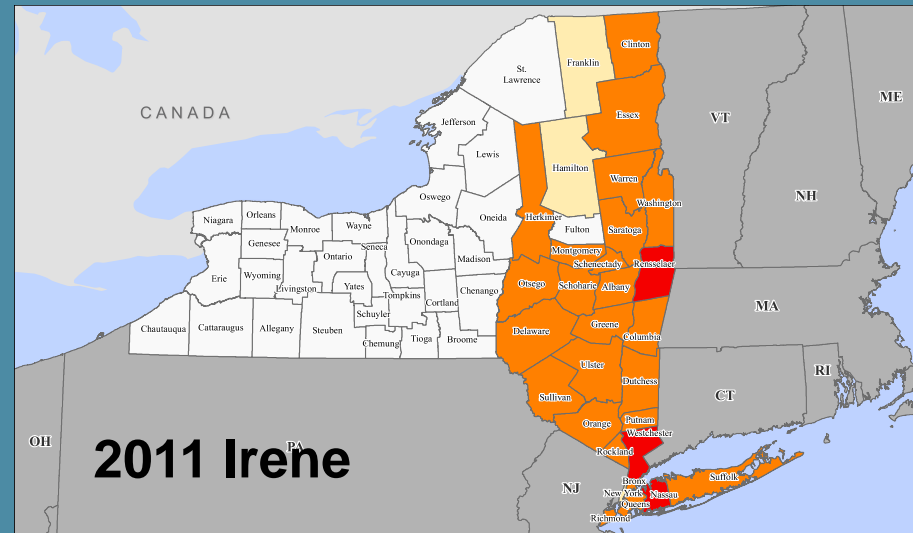 Clinton
Franklin
St.
Lawrence
ME
CANADA
Essex
VT
Jefferson
Lewis
Hamilton
Warren
NH
Oswego
Washington
Niagara
Orleans
Oneida
Herkimer
Monroe
Wayne
Fulton
Saratoga
Genesee
Seneca
Onondaga
Montgomery
Ontario
Madison
Schenectady
Rensselaer
Erie
Wyoming
Livingston
Yates
Cayuga
Chenango
Otsego
Schoharie
Albany
Tompkins
Cortland
MA
Schuyler
Chautauqua
Cattaraugus
Allegany
Steuben
Delaware
Greene
Columbia
Chemung
Tioga
Broome
Ulster
RI
Dutchess
Sullivan
CT
Putnam
Orange
Westchester
OH
PA
2011 Irene
Rockland
Bronx
Suffolk
NJ
New York
Nassau
Queens
Richmond